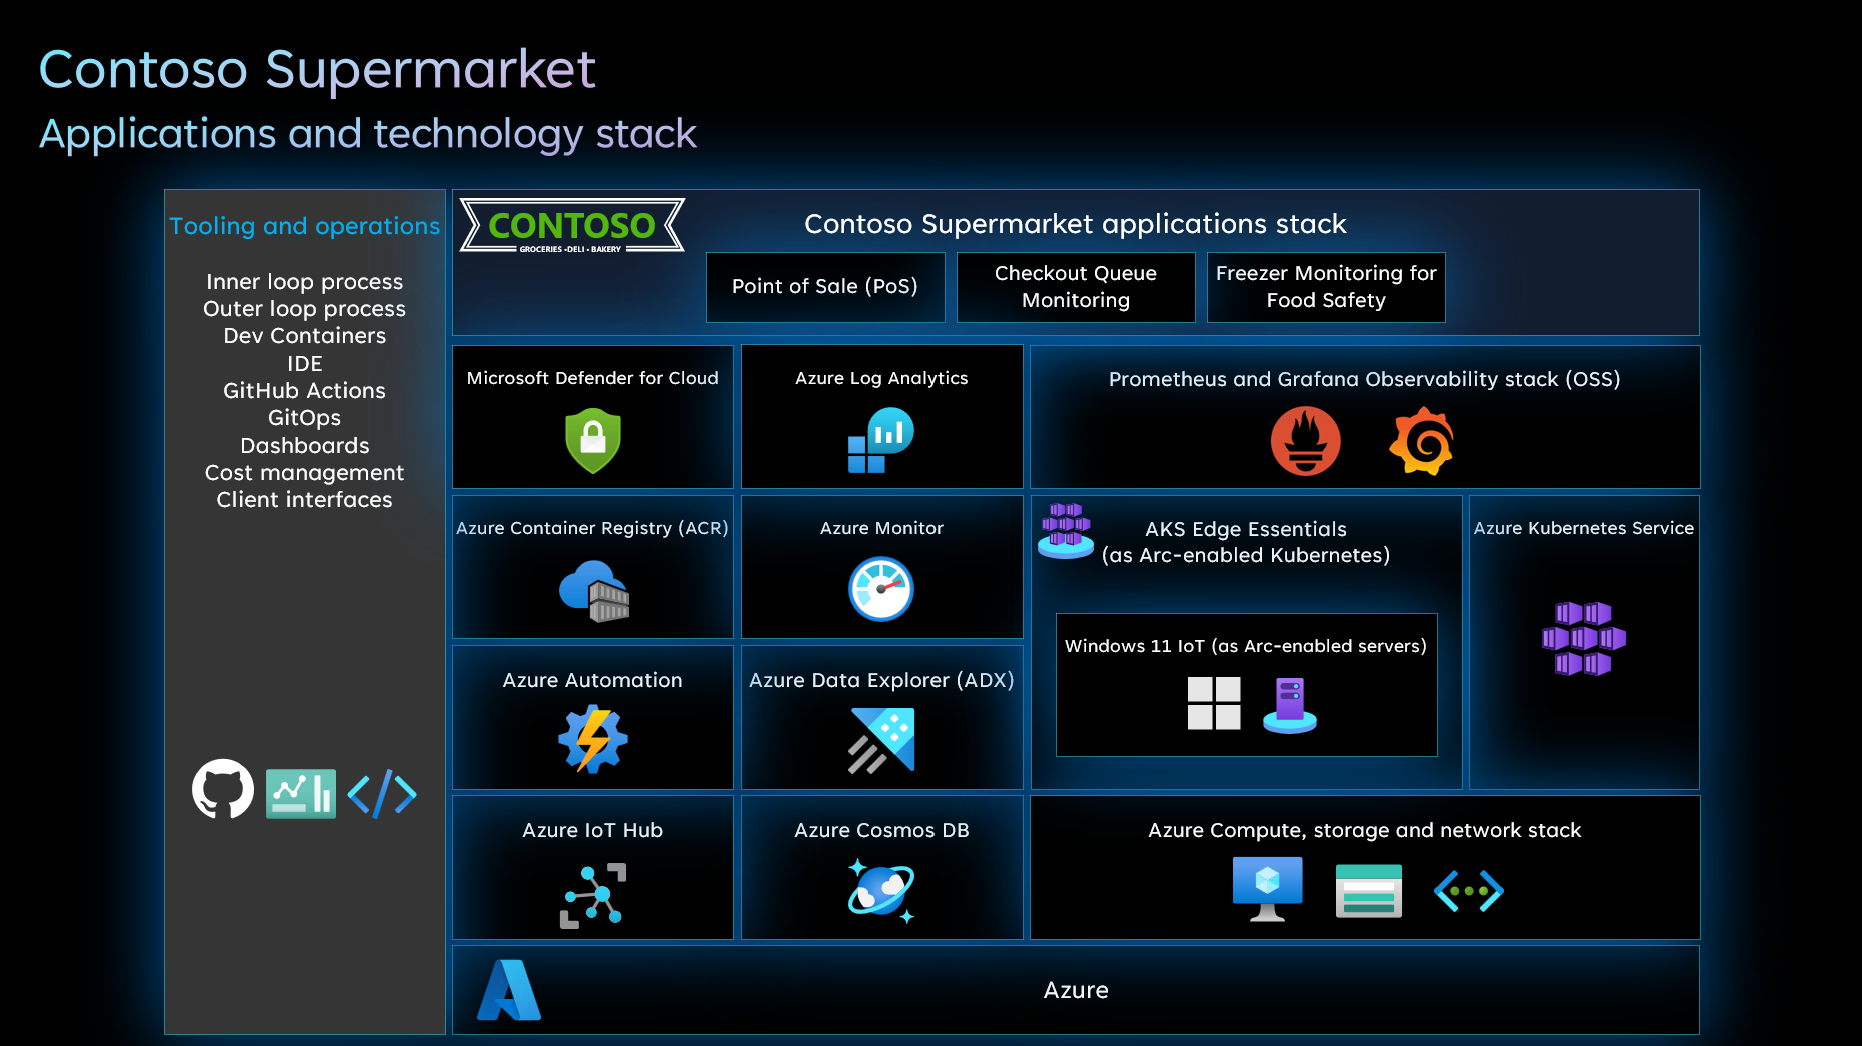 Contoso Supermarket
Applications and technology stack
Tooling and operations
Inner loop process
Outer loop process
Dev Containers
IDE
GitHub Actions
GitOps
Dashboards
Cost management
Client interfaces
CONTOSO
GROCERIES •DELI • BAKERY
Contoso Supermarket applications stack
Point of Sale (PoS)
Checkout Queue
Monitoring
Freezer Monitoring for
Food Safety
Microsoft Defender for Cloud
Azure Log Analytics
Prometheus and Grafana Observability stack (OSS)
Azure Container Registry (ACR)
Azure Monitor
AKS Edge Essentials
(as Arc-enabled Kubernetes)
Azure Kubernetes Service
Windows 11 IoT (as Arc-enabled servers)
Azure Automation
Azure Data Explorer (ADX)
Azure IoT Hub
Azure Cosmos DB
Azure Compute, storage and network stack
Azure